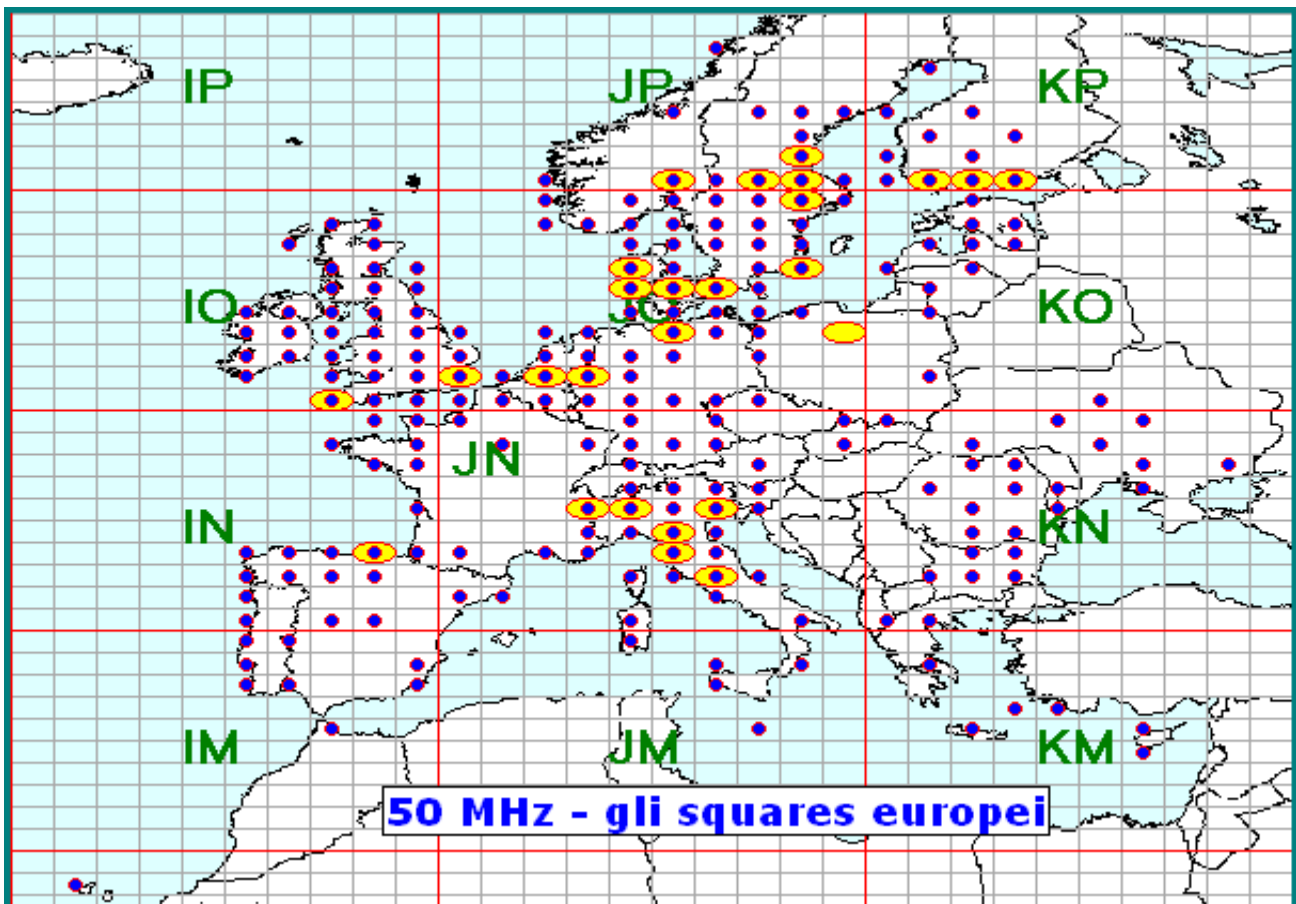 IP JP KP
IO JO KO
JN
IN KN
IM JM KM
50 MHz - gli squares europei